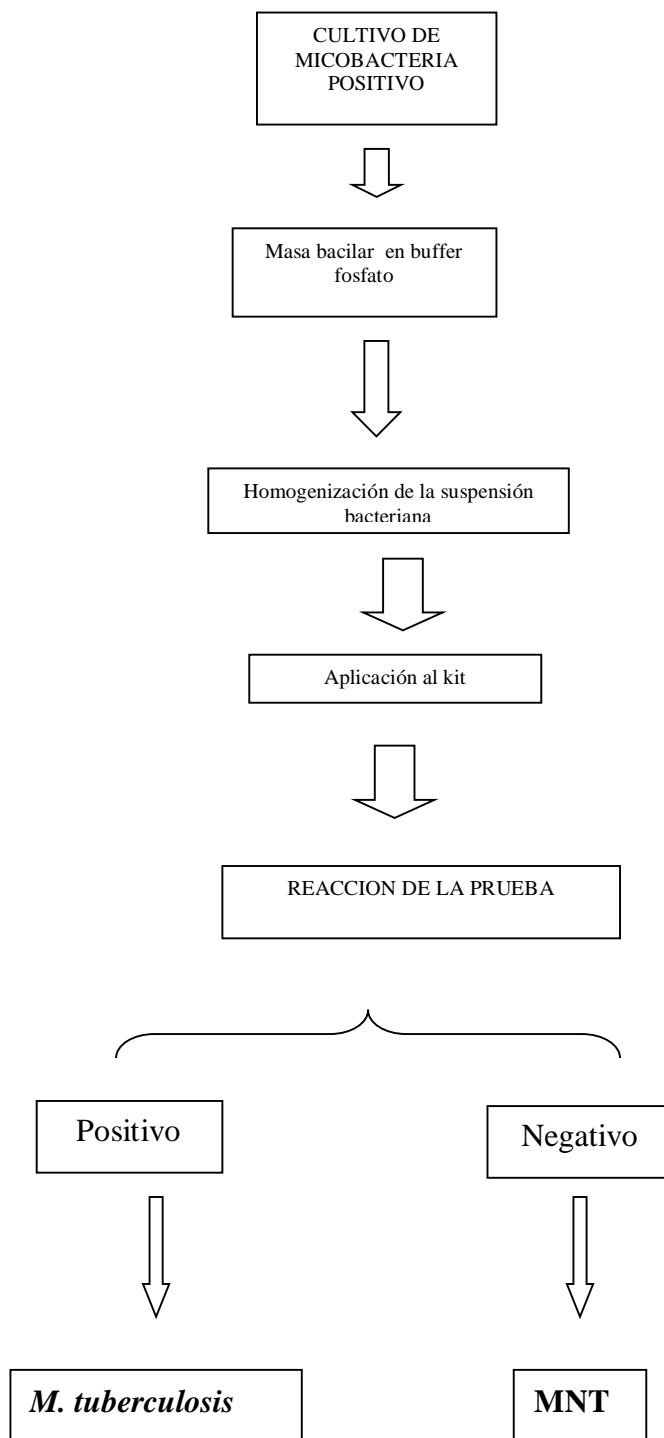 CULTIVO DE
MICOBACTERIA
POSITIVO
Masa bacilar en buffer
fosfato
Homogenización de la suspensión
bacteriana
Aplicación al kit
REACCION DE LA PRUEBA
Positivo
Negativo
M. tuberculosis
MNT